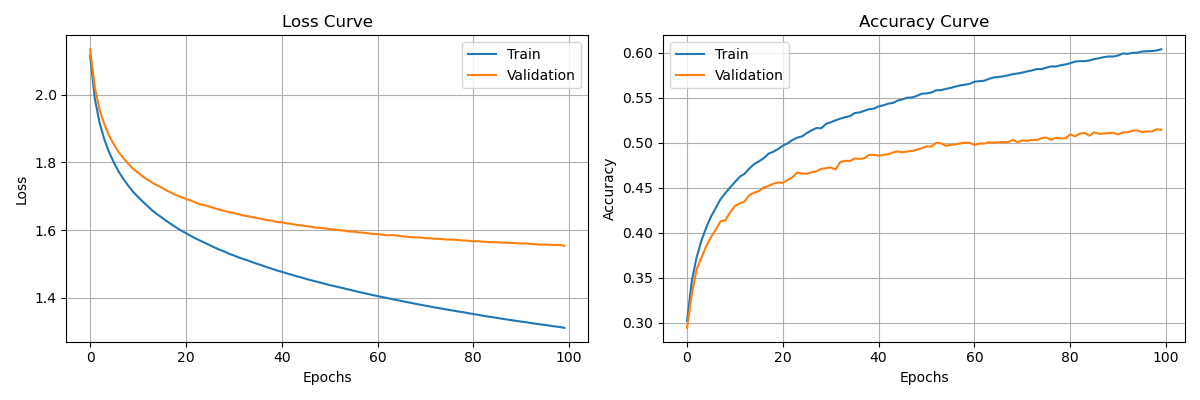 Loss Curve
Train
Validation
2.0
1.8
1.6
1.4
Loss
0
20
40
60
80
100
Epochs
Accuracy Curve
Train
Validation
0.60
0.55
0.50
0.45
0.40
0.35
0.30
Accuracy
0
20
40
60
80
100
Epochs